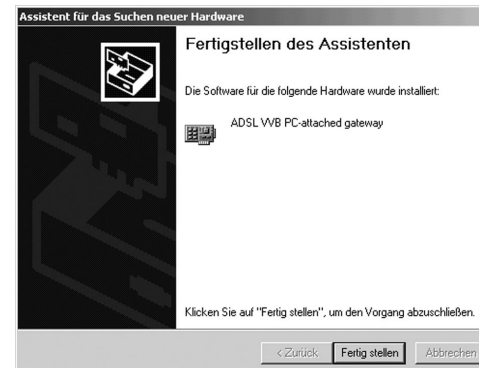 Assistent für das Suchen neuer Hardware
Fertigstellen des Assistenten
Die Software für die folgende Hardware wurde installiert:
ADSL VVB PC-attached gateway
Klicken Sie auf "Fertig stellen", um den Vorgang abzuschließen.
< Zurück Fertig stellen Abbrechen